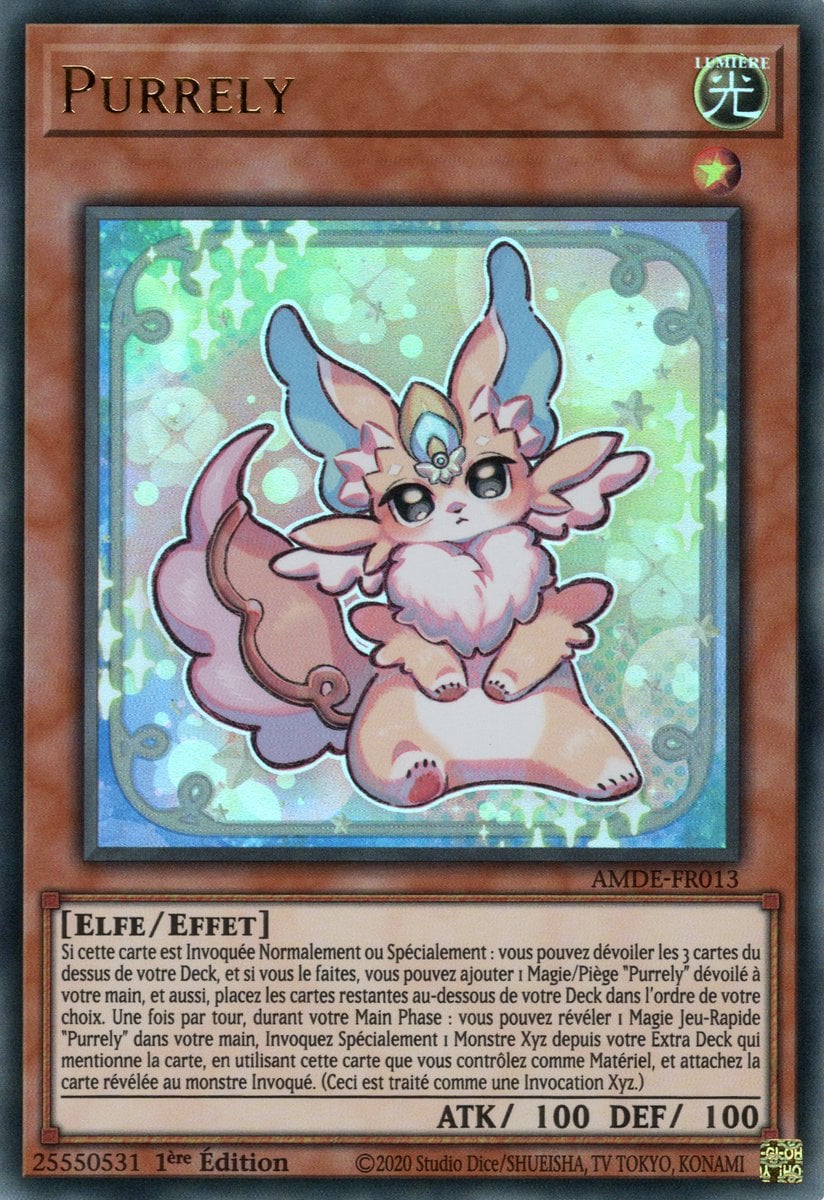 PURRELY
LUMIÈRE
光
AMDE-FR013
[ELFE/EFFET]
Si cette carte est Invoquée Normalement ou Spécialement : vous pouvez dévoiler les 3 cartes du
dessus de votre Deck, et si vous le faites, vous pouvez ajouter 1 Magie/Piège "Purrely" dévoilé à
votre main, et aussi, placez les cartes restantes au-dessous de votre Deck dans l'ordre de votre
choix. Une fois par tour, durant votre Main Phase : vous pouvez révéler 1 Magie Jeu-Rapide
"Purrely" dans votre main, Invoquez Spécialement 1 Monstre Xyz depuis votre Extra Deck qui
mentionne la carte, en utilisant cette carte que vous contrôlez comme Matériel, et attachez la
carte révélée au monstre Invoqué. (Ceci est traité comme une Invocation Xyz.)
ATK/ 100 DEF/ 100
25550531 1ère Édition ©2020 Studio Dice/SHUEISHA, TV TOKYO, KONAMI